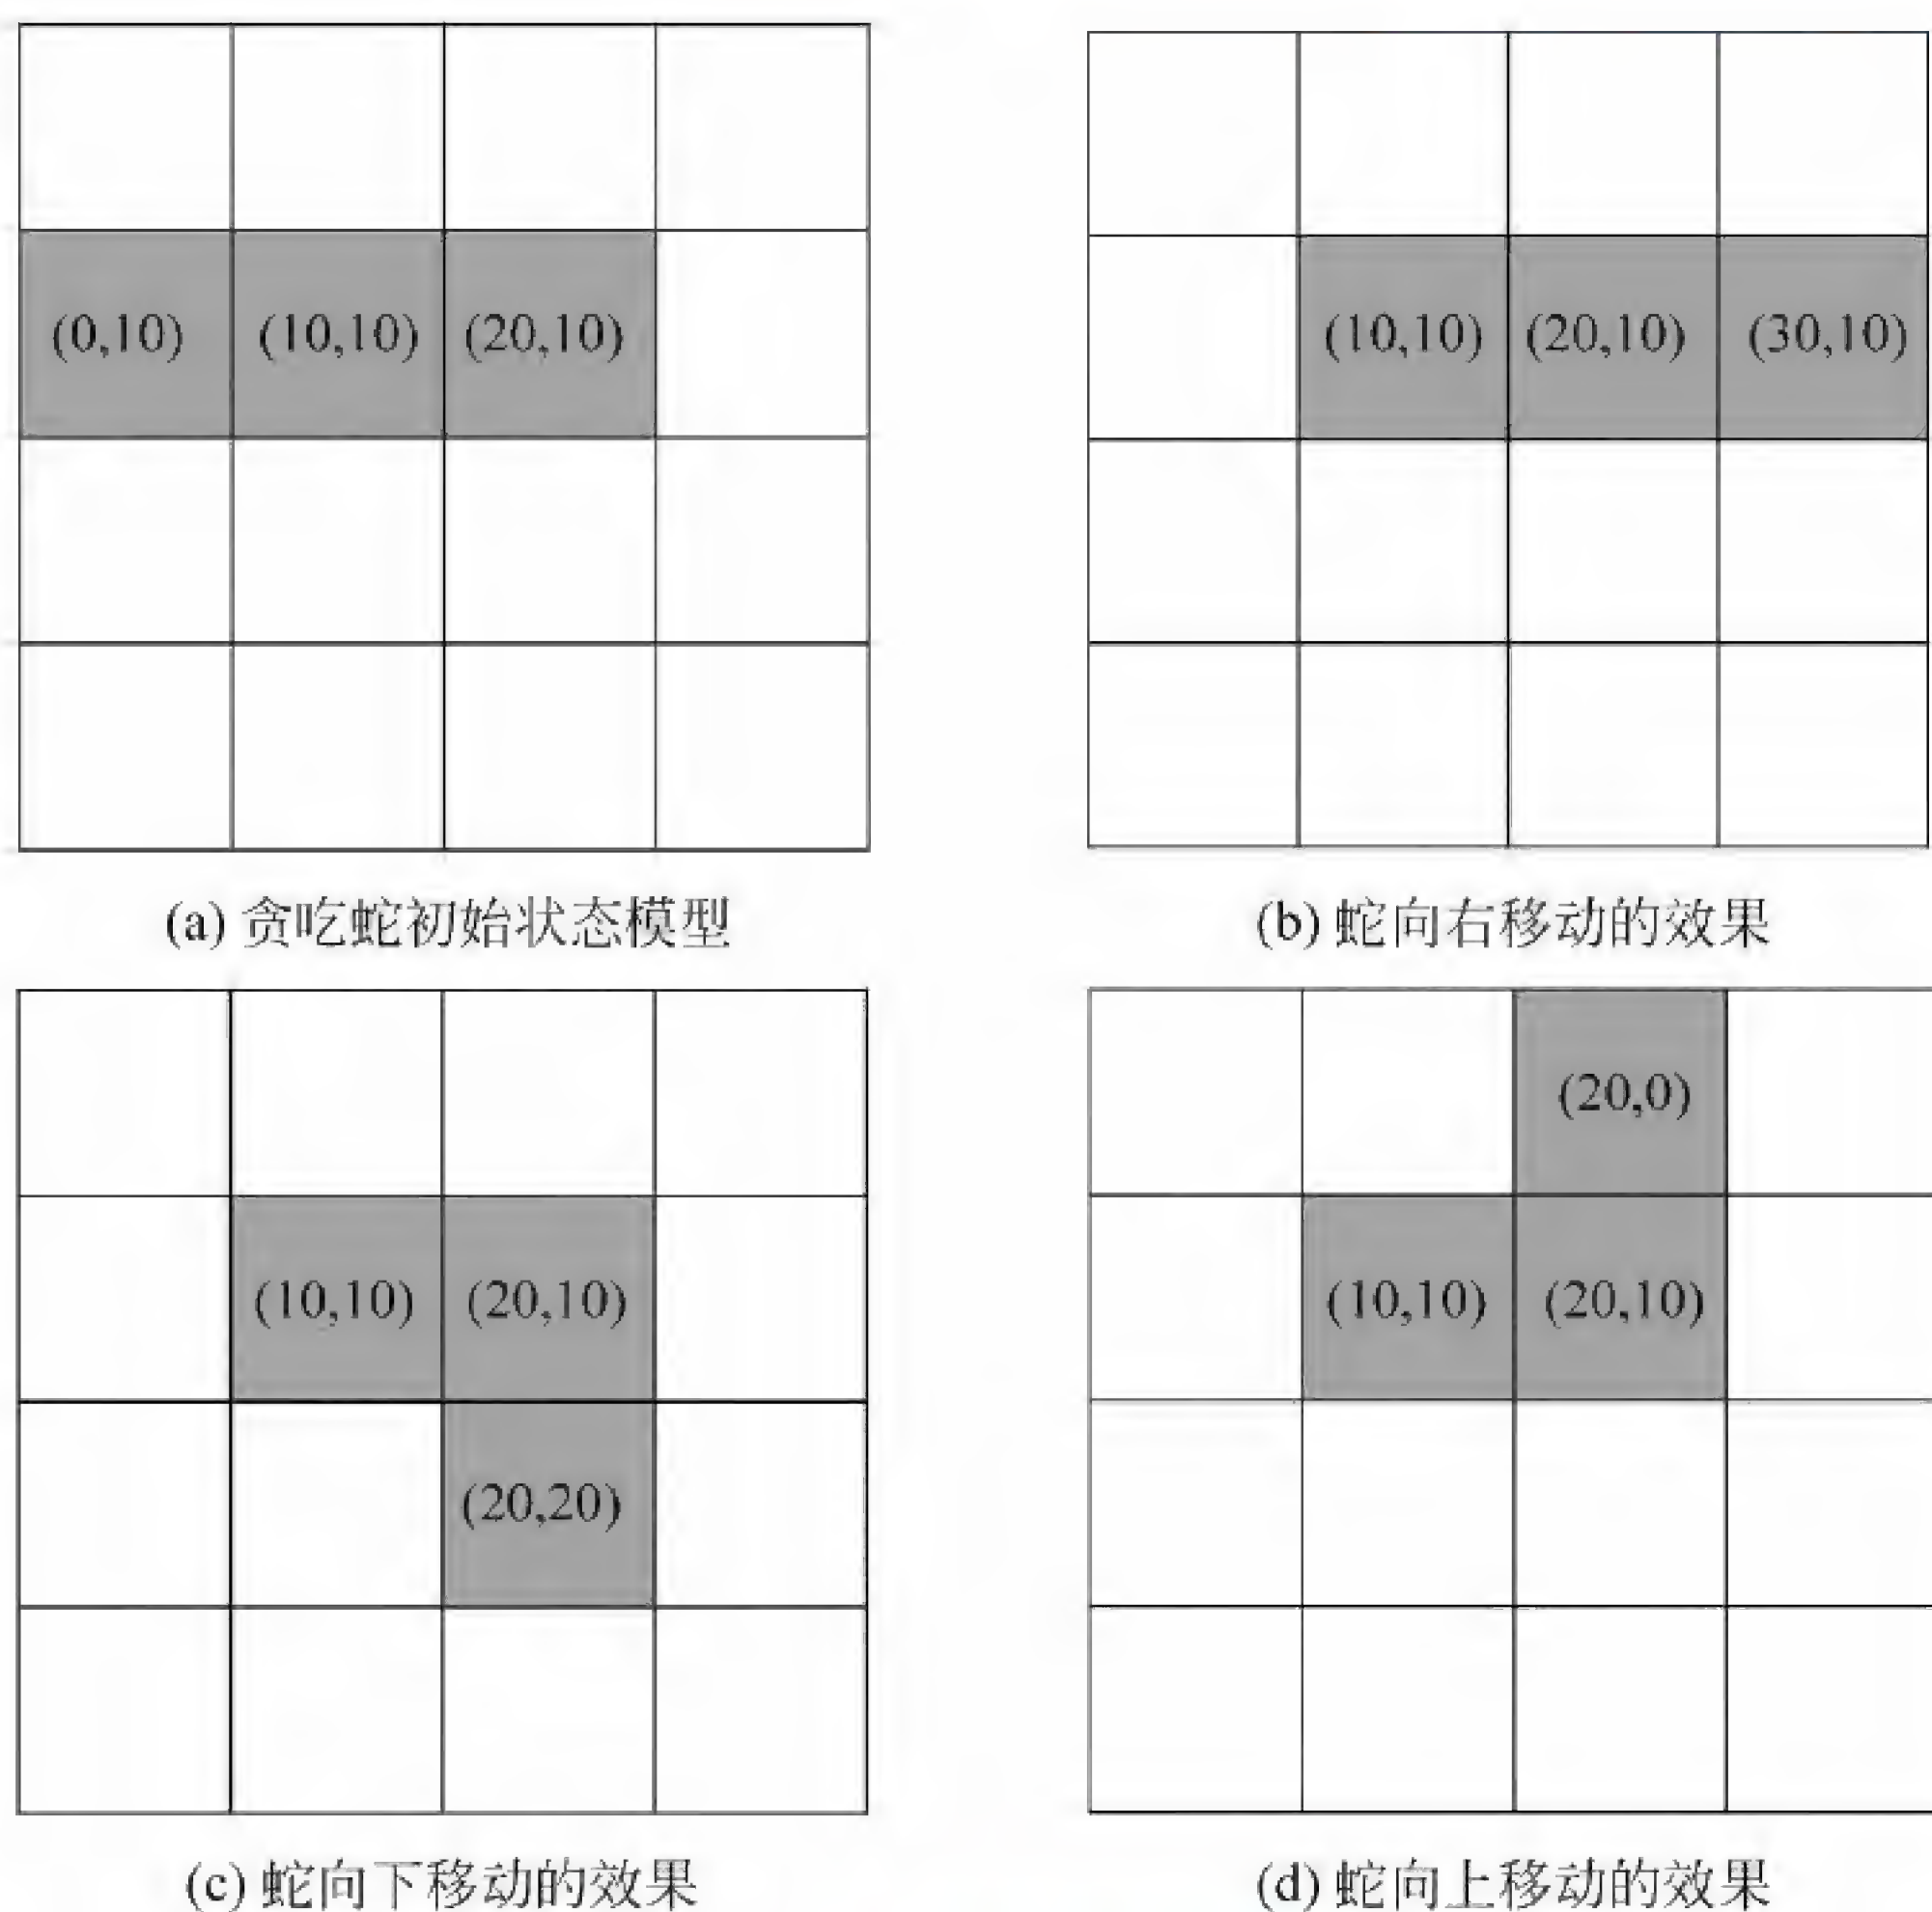 (0,10) (10,10) (20,10)
(10,10) (20,10) (30,10)
(a) 贪吃蛇初始状态模型
(b) 蛇向右移动的效果
(10,10) (20,10)
(20,20)
(20,0)
(10,10) (20,10)
(c) 蛇向下移动的效果
(d) 蛇向上移动的效果